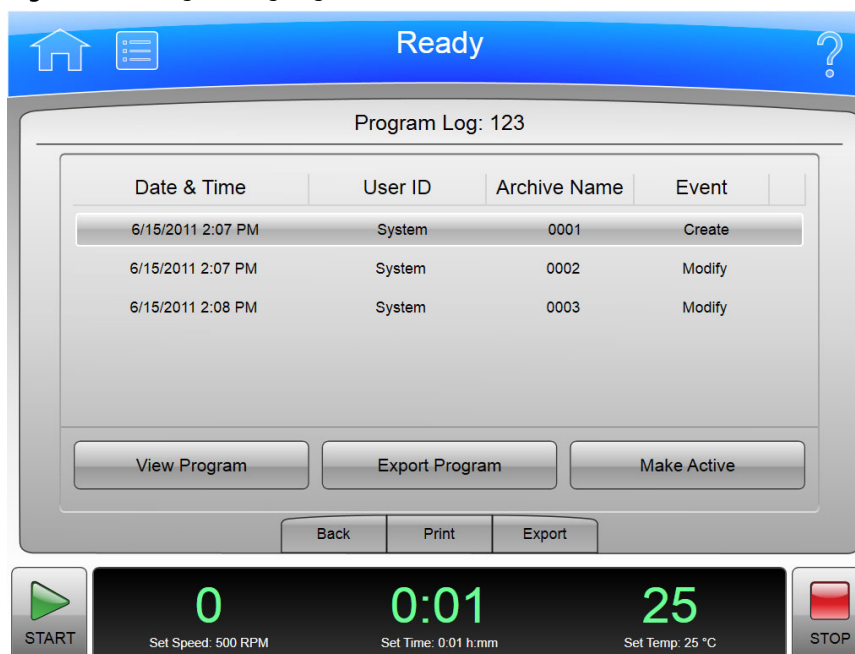 Ready
Program Log: 123
Date & Time User ID Archive Name Event
6/15/2011 2:07 PM System 0001 Create
6/15/2011 2:07 PM System 0002 Modify
6/15/2011 2:08 PM System 0003 Modify
View Program Export Program Make Active
Back Print Export
0 0:01 25
START Set Speed: 500 RPM Set Time: 0:01 h:mm Set Temp: 25 °C STOP